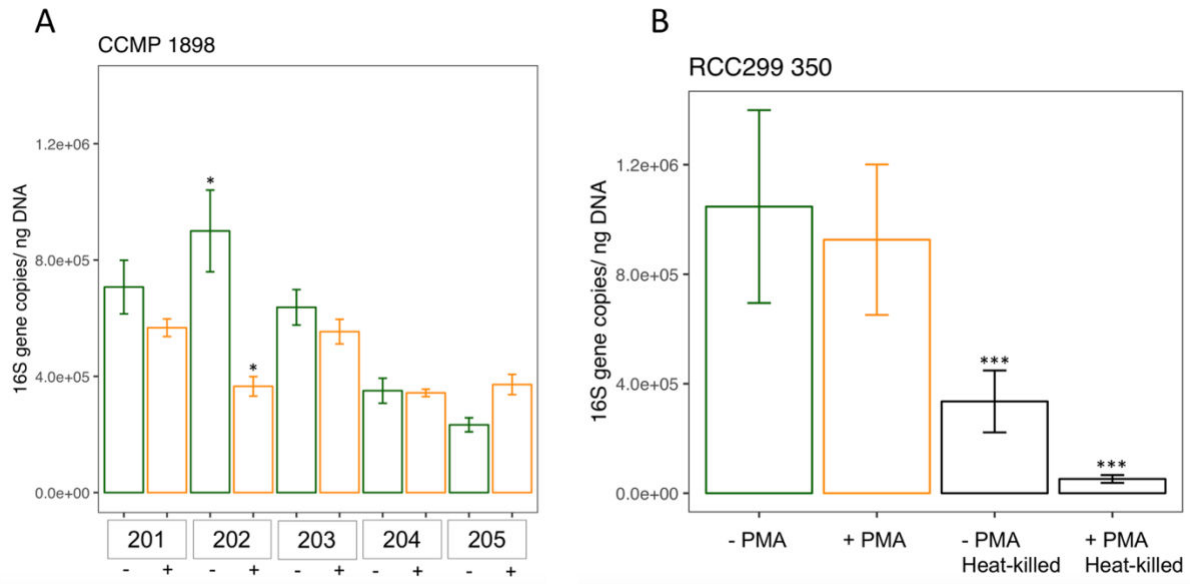 A
CCMP 1898
16S gene copies/ ng DNA
1.2e+06
8.0e+05
4.0e+05
0.0e+00
*
*
201 202 203 204 205
- + - + - + - + - +
B
RCC299 350
16S gene copies/ ng DNA
1.2e+06
8.0e+05
4.0e+05
0.0e+00
***
***
- PMA + PMA - PMA + PMA
Heat-killed Heat-killed